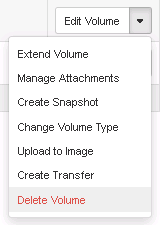 Edit Volume
Extend Volume
Manage Attachments
Create Snapshot
Change Volume Type
Upload to Image
Create Transfer
Delete Volume